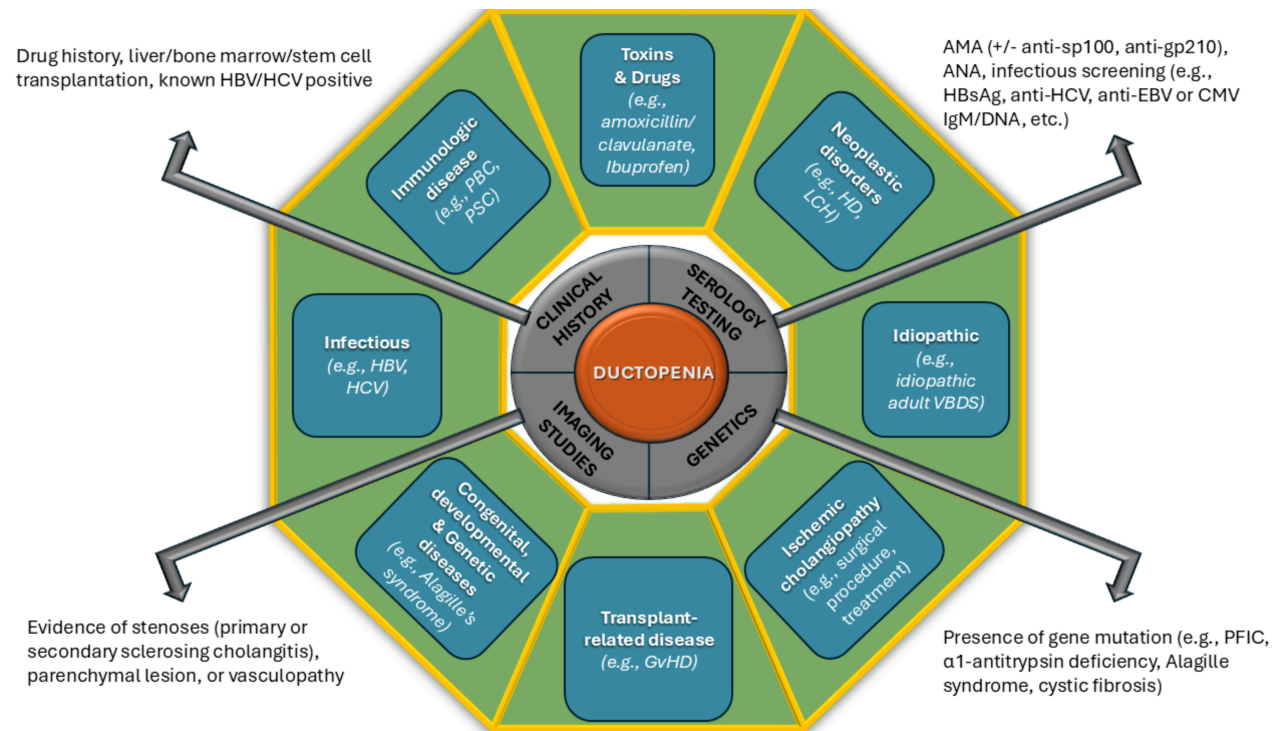 Drug history, liver/bone marrow/stem cell
transplantation, known HBV/HCV positive
AMA (+/- anti-sp100, anti-gp210),
ANA, infectious screening (e.g.,
HBsAg, anti-HCV, anti-EBV or CMV
IgM/DNA, etc.)
Toxins
& Drugs
(e.g.,
amoxicillin/
clavulanate,
Ibuprofen)
Immunologic
disease
(e.g., PBC,
PSC)
Neoplastic
disorders
(e.g., HD,
LCH)
CLINICAL
HISTORY
SEROLOGY
TESTING
Infectious
(e.g., HBV,
HCV)
DUCTOPENIA
Idiopathic
(e.g.,
idiopathic
adult VBDS)
IMAGING
STUDIES
GENETICS
Congenital,
developmental
& Genetic
diseases
(e.g., Alagille's
syndrome)
Transplant-
related disease
(e.g., GvHD)
Ischemic
cholangiopathy
(e.g., surgical
procedure,
treatment)
Evidence of stenoses (primary or
secondary sclerosing cholangitis),
parenchymal lesion, or vasculopathy
Presence of gene mutation (e.g., PFIC,
α1-antitrypsin deficiency, Alagille
syndrome, cystic fibrosis)